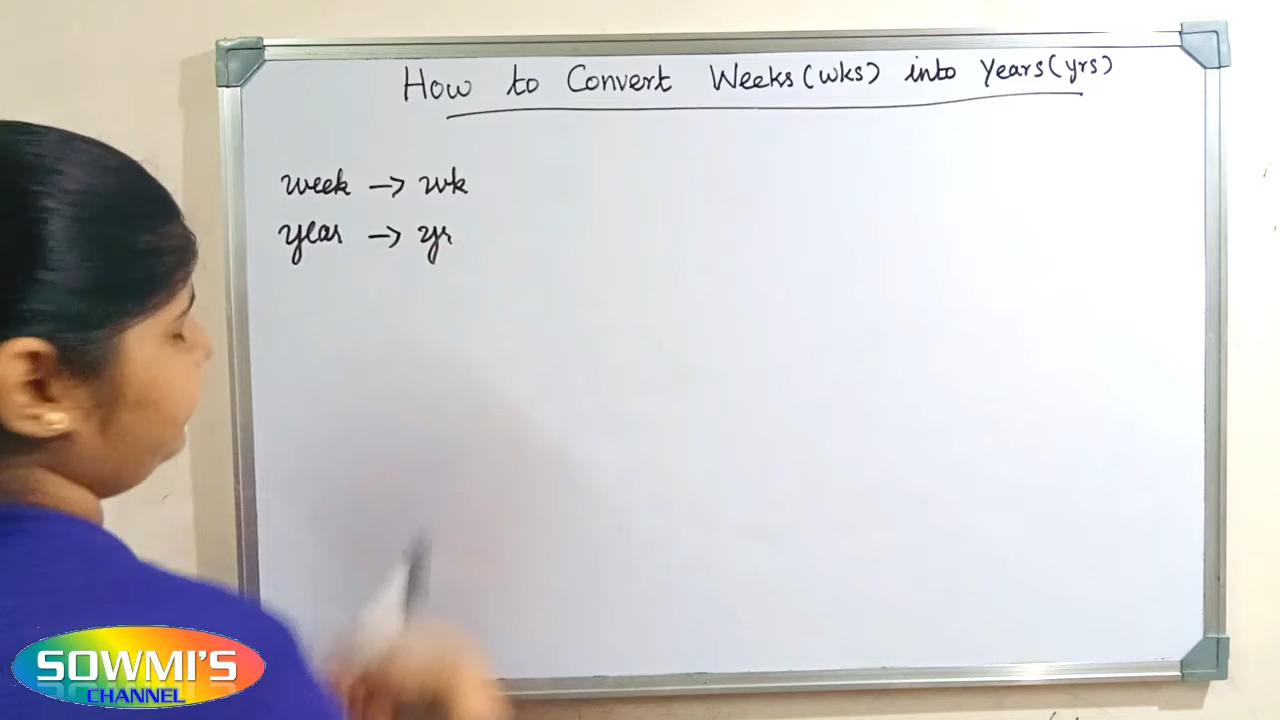 How to Convert Weeks (wks) into Years (yrs)
week → wk
year → yr
SOWMI'S
CHANNEL